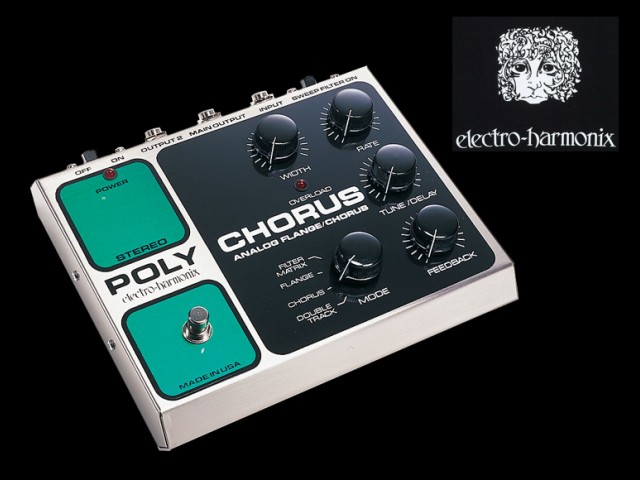 electro-harmonix
OFF
ON
OUTPUT 2
MAIN OUTPUT
INPUT
SWEEP FILTER ON
POWER
STEREO
POLY
electro-harmonix
MADE IN USA
WIDTH
RATE
OVERLOAD
CHORUS
ANALOG FLANGE/CHORUS
TUNE/DELAY
FEEDBACK
FILTER
MATRIX
FLANGE
CHORUS
DOUBLE
TRACK
MODE